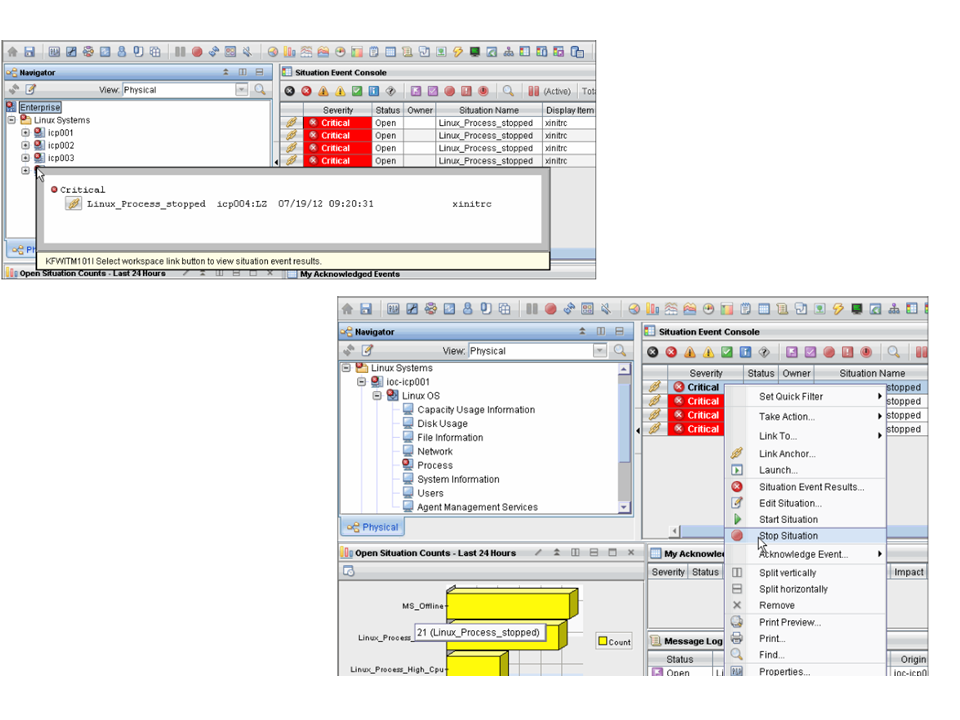 Navigator
Situation Event Console
View: Physical
(Active)
Enterprise
Severity Status Owner Situation Name Display Item
Linux Systems
Critical Open Linux_Process_stopped xinitrc
icp001
Critical Open Linux_Process_stopped xinitrc
icp002
Critical Open Linux_Process_stopped xinitrc
icp003
Critical Open Linux_Process_stopped xinitrc
Critical
Linux_Process_stopped icp004:LZ 07/19/12 09:20:31 xinitrc
KFWITM101I Select workspace link button to view situation event results.
Open Situation Counts - Last 24 Hours
My Acknowledged Events
Navigator
Situation Event Console
View: Physical
Linux Systems
ioc-icp001
Linux OS
Capacity Usage Information
Disk Usage
File Information
Network
Process
System Information
Users
Agent Management Services
Physical
Severity Status Owner Situation Name
Critical stopped
Critical stopped
Critical stopped
Critical stopped
Set Quick Filter
Take Action...
Link To...
Link Anchor...
Launch...
Situation Event Results...
Edit Situation...
Start Situation
Stop Situation
Acknowledge Event...
Split vertically
Split horizontally
Remove
Print Preview...
Print...
Find...
Properties...
Open Situation Counts - Last 24 Hours
MS_Offline
Linux_Process_
21 (Linux_Process_stopped)
Linux_Process_High_Cpu
Count
My Acknowle
Severity Status Impact
Message Log
Status Origin
Open Li ioc-icp0